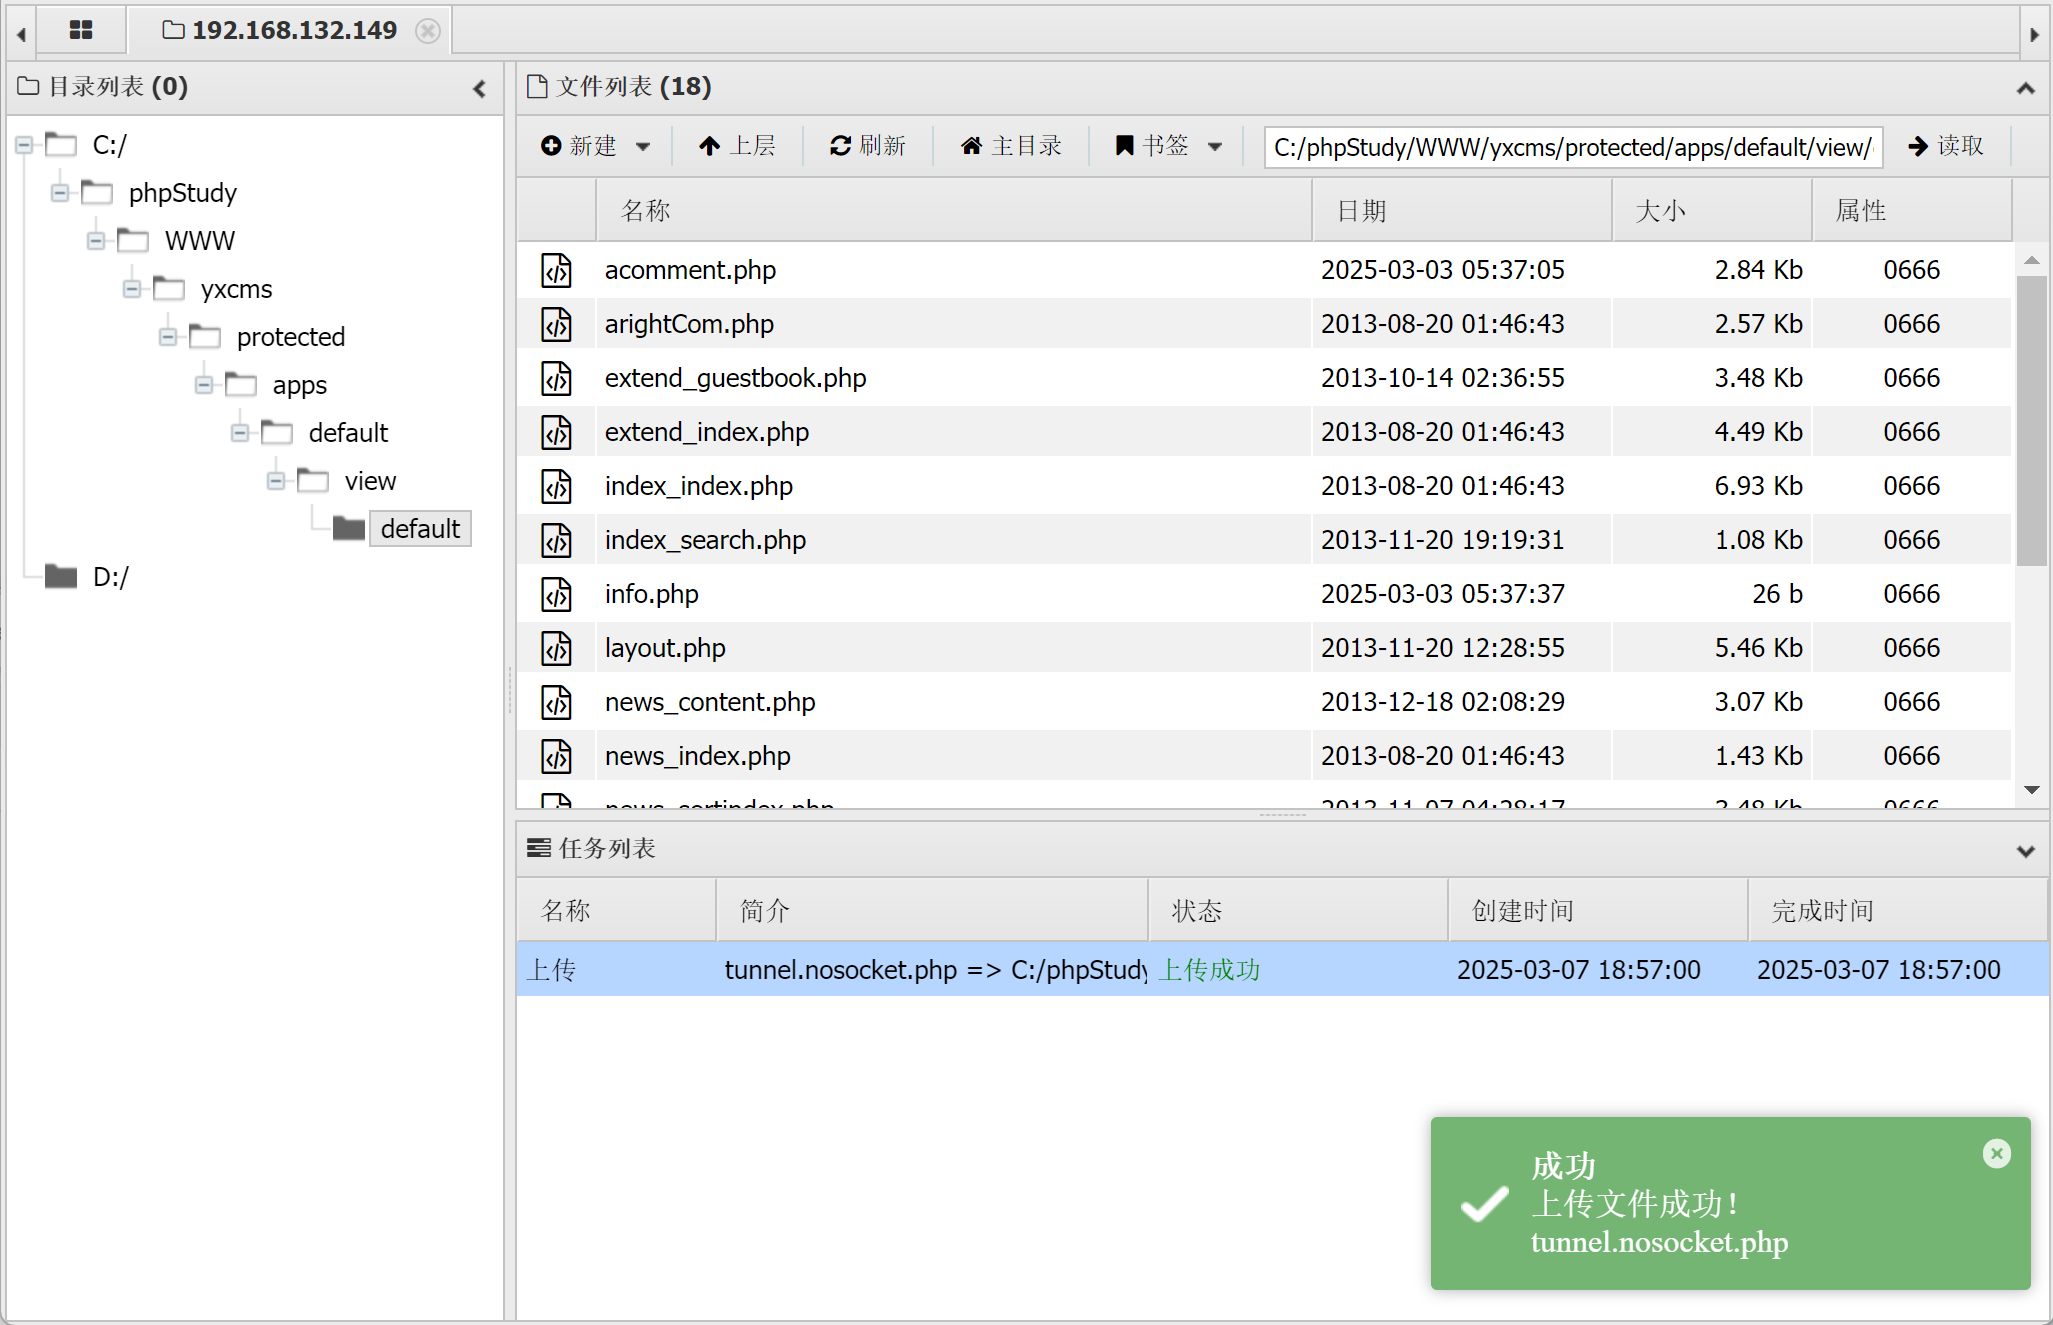 192.168.132.149
目录列表 (0)
C:/
phpStudy
WWW
yxcms
protected
apps
default
view
default
D:/
文件列表 (18)
新建 上层 刷新 主目录 书签 C:/phpStudy/WWW/yxcms/protected/apps/default/view/ 读取
名称 日期 大小 属性
acomment.php 2025-03-03 05:37:05 2.84 Kb 0666
arightCom.php 2013-08-20 01:46:43 2.57 Kb 0666
extend_guestbook.php 2013-10-14 02:36:55 3.48 Kb 0666
extend_index.php 2013-08-20 01:46:43 4.49 Kb 0666
index_index.php 2013-08-20 01:46:43 6.93 Kb 0666
index_search.php 2013-11-20 19:19:31 1.08 Kb 0666
info.php 2025-03-03 05:37:37 26 b 0666
layout.php 2013-11-20 12:28:55 5.46 Kb 0666
news_content.php 2013-12-18 02:08:29 3.07 Kb 0666
news_index.php 2013-08-20 01:46:43 1.43 Kb 0666
任务列表
名称 简介 状态 创建时间 完成时间
上传 tunnel.nosocket.php => C:/phpStudy 上传成功 2025-03-07 18:57:00 2025-03-07 18:57:00
成功
上传文件成功！
tunnel.nosocket.php